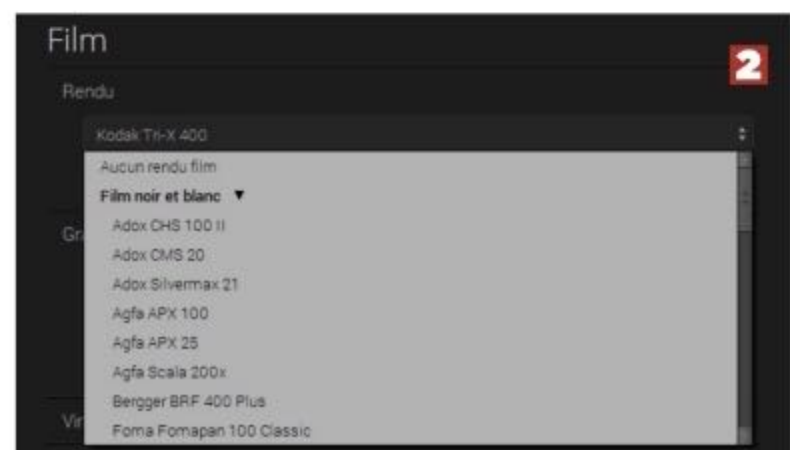 Film
2
Rendu
Kodak Tri-X 400
Aucun rendu film
Film noir et blanc ▼
Adox CHS 100 II
Gr
Adox CMS 20
Adox Silvermax 21
Agfa APX 100
Agfa APX 25
Agfa Scala 200x
Bergger BRF 400 Plus
Vir
Foma Fomapan 100 Classic